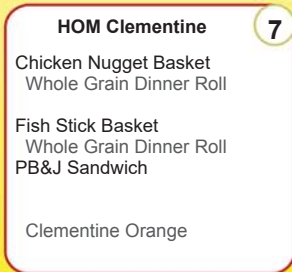 HOM Clementine
7
Chicken Nugget Basket
Whole Grain Dinner Roll
Fish Stick Basket
Whole Grain Dinner Roll
PB&J Sandwich
Clementine Orange